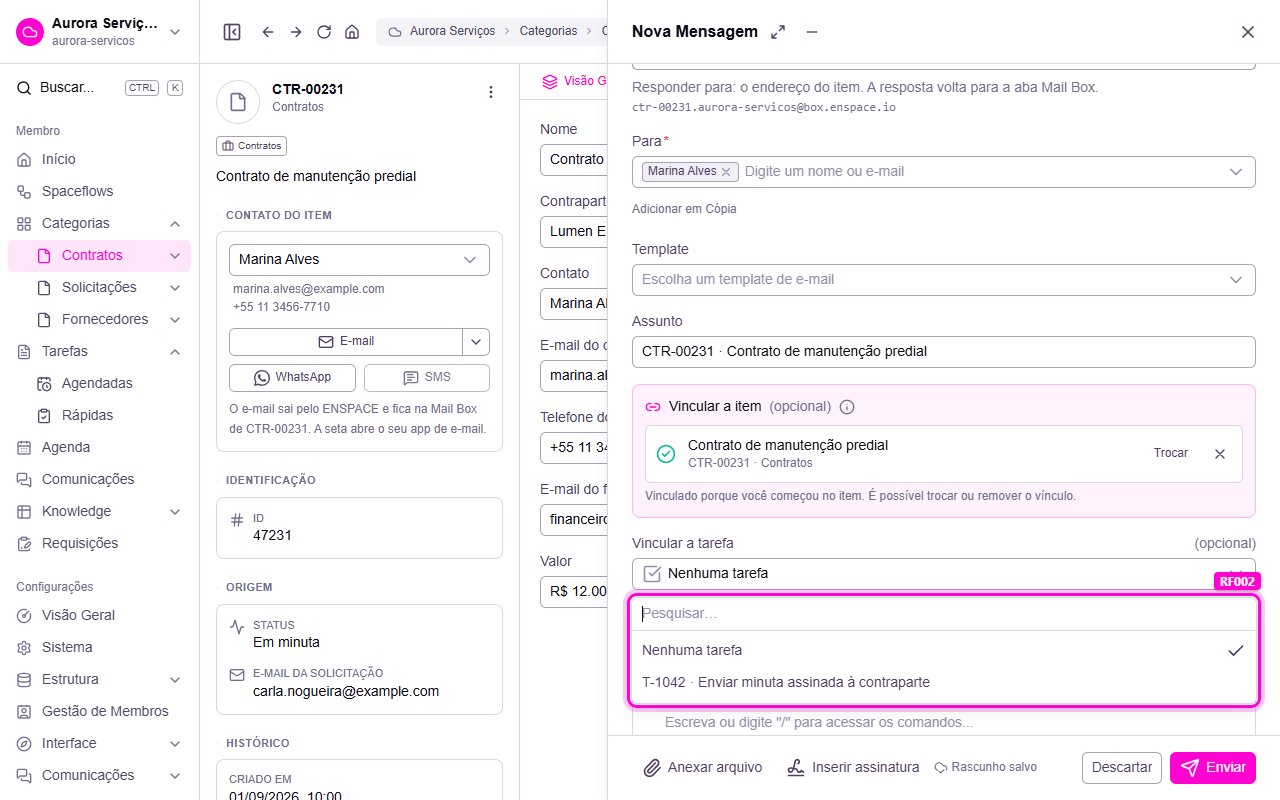 Aurora Serviç...
aurora-servicos
Buscar... CTRL K
Membro
Início
Spaceflows
Categorias
Contratos
Solicitações
Fornecedores
Tarefas
Agendadas
Rápidas
Agenda
Comunicações
Knowledge
Requisições
Configurações
Visão Geral
Sistema
Estrutura
Gestão de Membros
Interface
Comunicações
Aurora Serviços > Categorias >
CTR-00231
Contratos
Contratos
Contrato de manutenção predial
CONTATO DO ITEM
Marina Alves
marina.alves@example.com
+55 11 3456-7710
E-mail
WhatsApp SMS
O e-mail sai pelo ENSPACE e fica na Mail Box
de CTR-00231. A seta abre o seu app de e-mail.
IDENTIFICAÇÃO
ID
47231
ORIGEM
STATUS
Em minuta
E-MAIL DA SOLICITAÇÃO
carla.nogueira@example.com
HISTÓRICO
CRIADO EM
01/09/2026, 10:00
Visão G
Nome
Contrato
Contrapart
Lumen E
Contato
Marina Al
E-mail do c
marina.al
Telefone do
+55 11 34
E-mail do f
financeiro
Valor
R$ 12.00
Nova Mensagem
Responder para: o endereço do item. A resposta volta para a aba Mail Box.
ctr-00231.aurora-servicos@box.enspace.io
Para*
Marina Alves Digite um nome ou e-mail
Adicionar em Cópia
Template
Escolha um template de e-mail
Assunto
CTR-00231 · Contrato de manutenção predial
Vincular a item (opcional)
Contrato de manutenção predial
CTR-00231 · Contratos
Trocar
Vinculado porque você começou no item. É possível trocar ou remover o vínculo.
Vincular a tarefa (opcional)
Nenhuma tarefa
RF002
Pesquisar...
Nenhuma tarefa
T-1042 · Enviar minuta assinada à contraparte
Escreva ou digite "/" para acessar os comandos...
Anexar arquivo Inserir assinatura Rascunho salvo Descartar Enviar